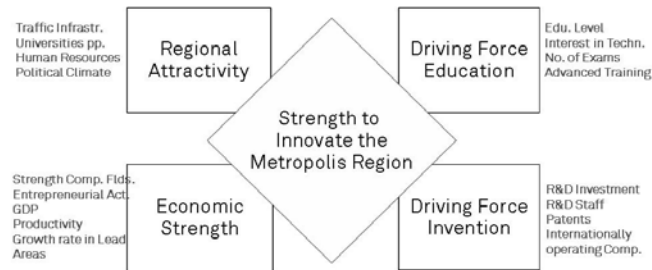 Traffic Infrastr.
Universities pp.
Human Resources
Political Climate
Regional
Attractivity
Driving Force
Education
Edu. Level
Interest in Techn.
No. of Exams
Advanced Training
Strength to
Innovate the
Metropolis Region
Strength Comp. Flds.
Entrepreneurial Act.
GDP
Productivity
Growth rate in Lead
Areas
Economic
Strength
Driving Force
Invention
R&D Investment
R&D Staff
Patents
Internationally
operating Comp.